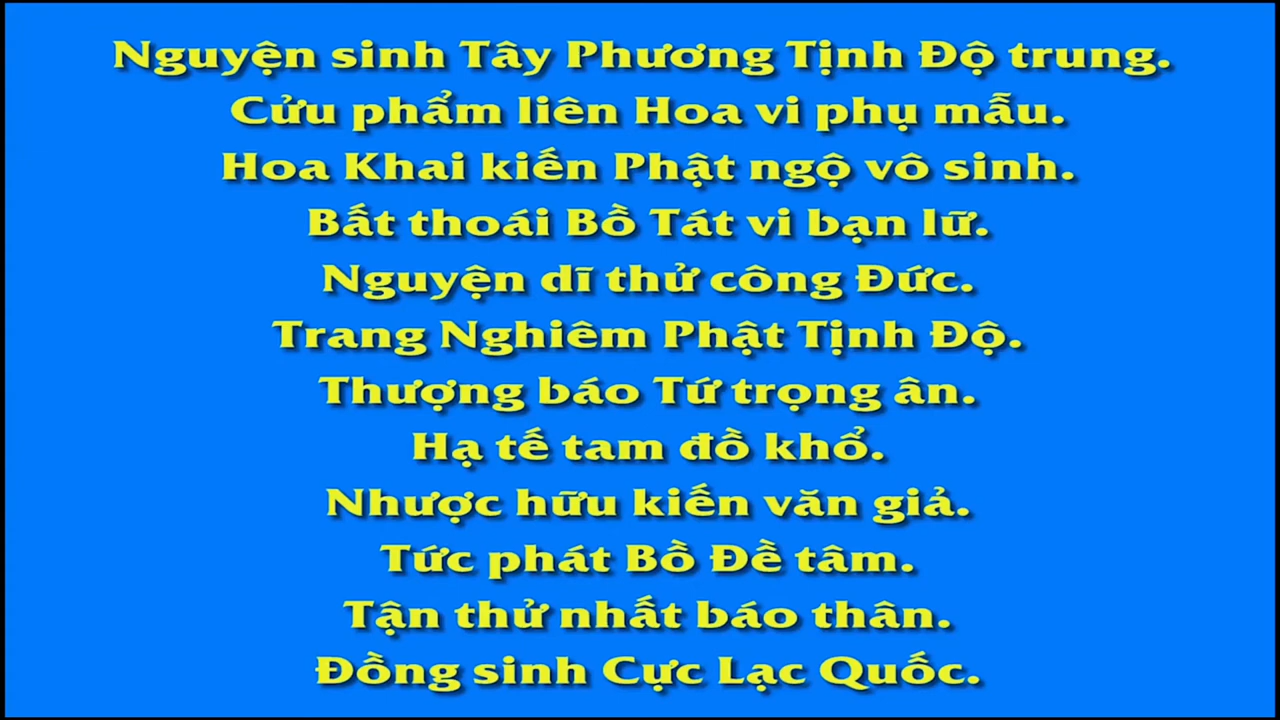 Nguyện sinh Tây Phương Tịnh Độ trung.
Cửu phẩm liên Hoa vi phụ mẫu.
Hoa Khai kiến Phật ngộ vô sinh.
Bất thoái Bồ Tát vi bạn lữ.
Nguyện dĩ thử công Đức.
Trang Nghiêm Phật Tịnh Độ.
Thượng báo Tứ trọng ân.
Hạ tế tam đồ khổ.
Nhược hữu kiến văn giả.
Tức phát Bồ Đề tâm.
Tận thử nhất báo thân.
Đồng sinh Cực Lạc Quốc.